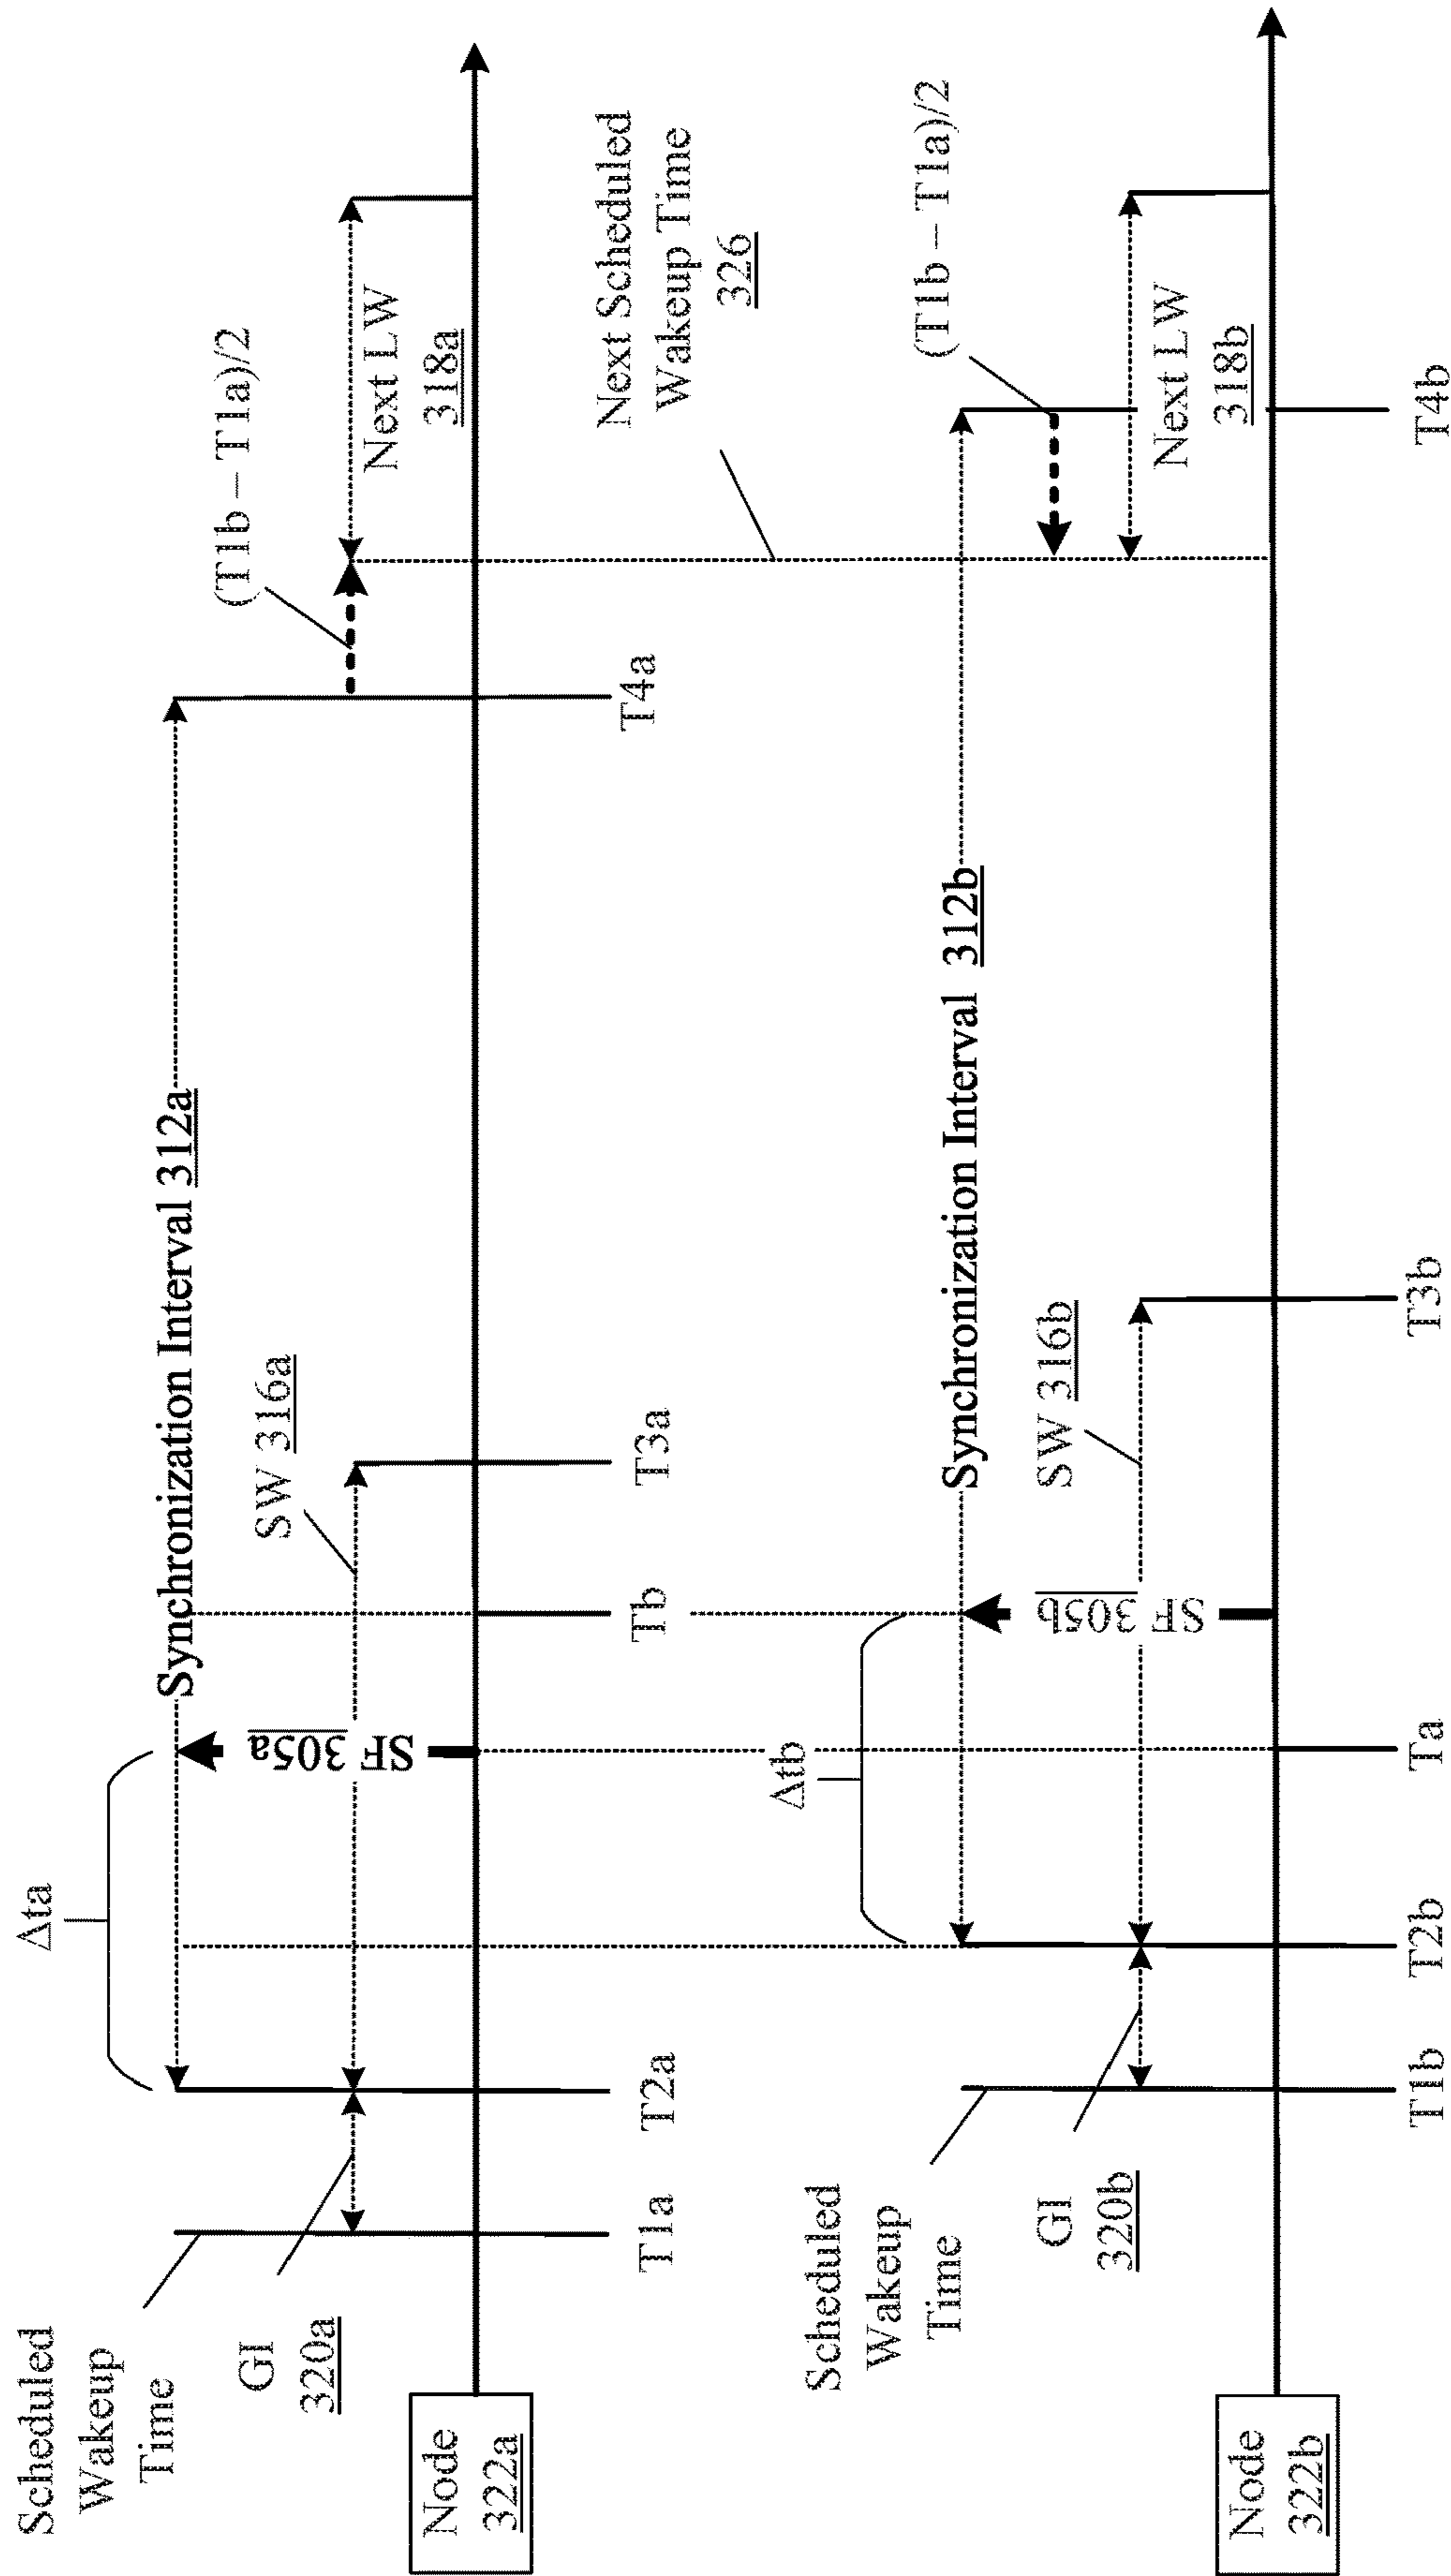 Δta
Scheduled
Wakeup
Time
Synchronization Interval 312a
(T1b – T1a)/2
GI
320a
SF 305a
SW 316a
Next LW
318a
Node
322a
T1a
T2a
Tb
T3a
T4a
Next Scheduled
Wakeup Time
326
Δtb
Scheduled
Wakeup
Time
Synchronization Interval 312b
(T1b – T1a)/2
GI
320b
SF 305b
SW 316b
Next LW
318b
Node
322b
T1b
T2b
Ta
T3b
T4b